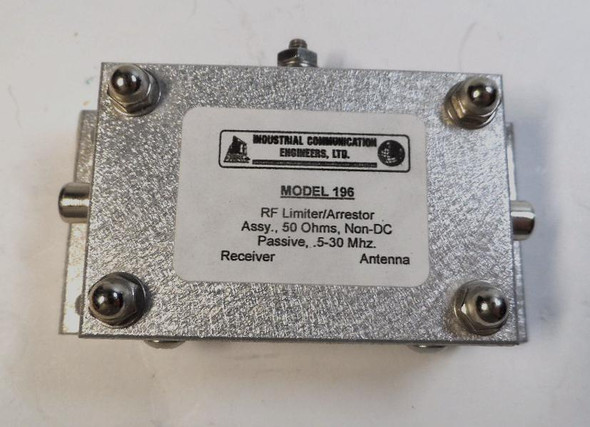 INDUSTRIAL COMMUNICATION
ENGINEERS, LTD.
MODEL 196
RF Limiter/Arrestor
Assy., 50 Ohms, Non-DC
Passive, .5-30 Mhz.
Receiver Antenna